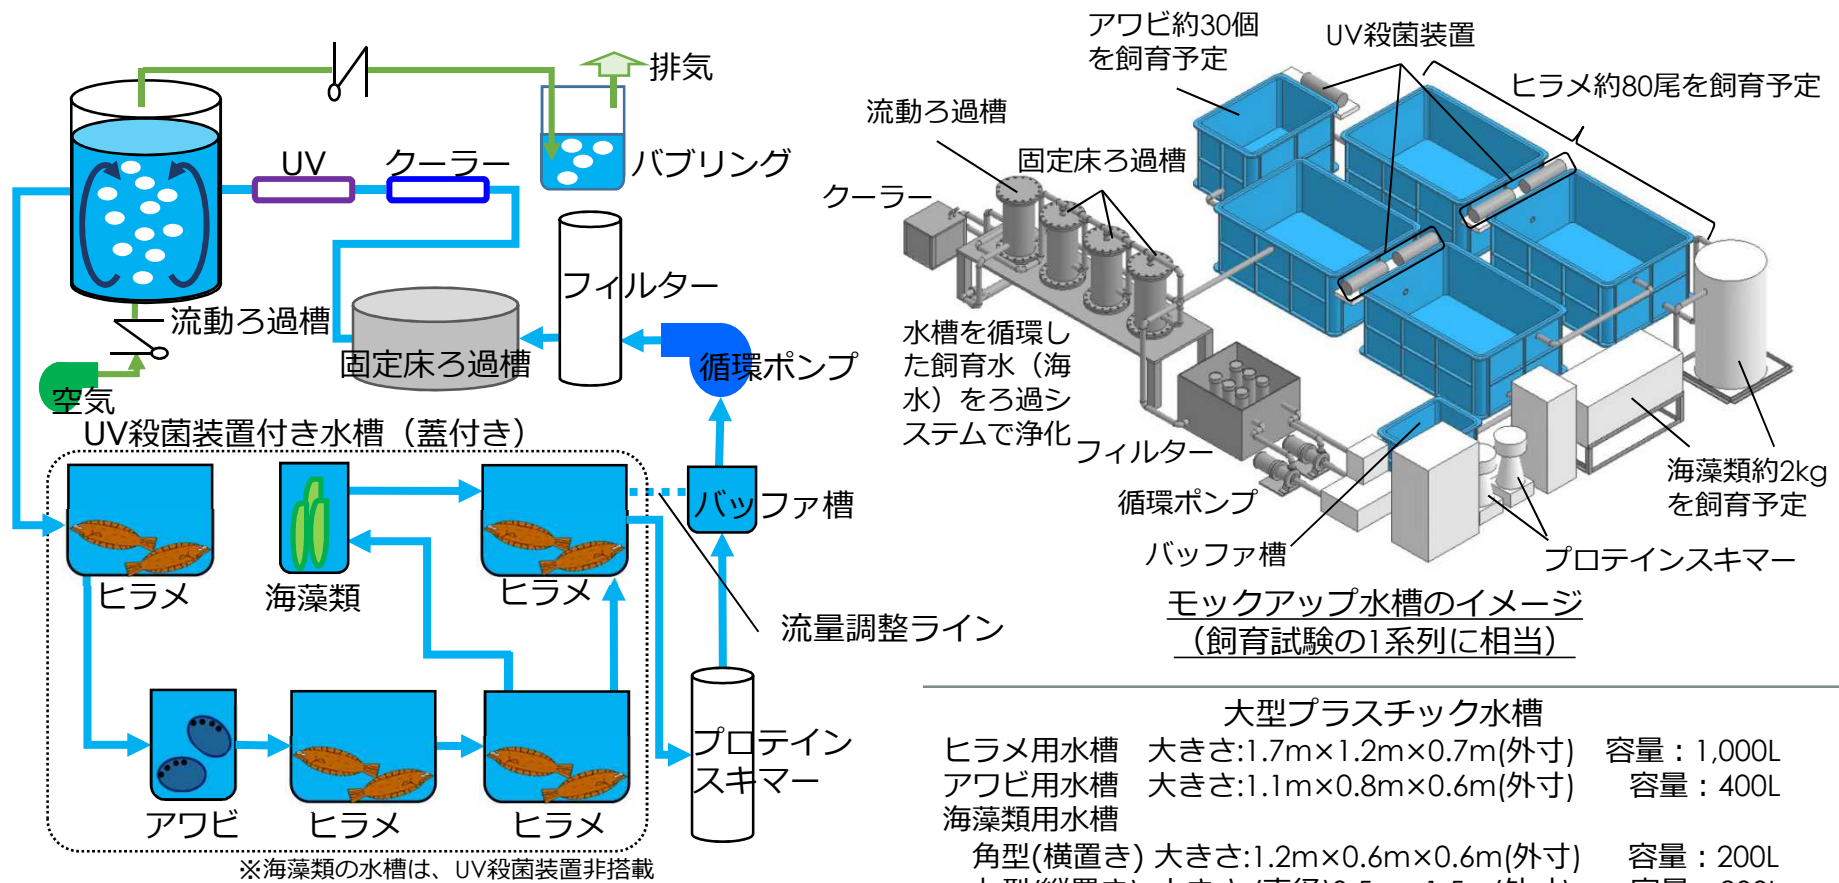 排気
バブリング
UV
クーラー
フィルター
流動ろ過槽
固定床ろ過槽
循環ポンプ
空気
UV殺菌装置付き水槽（蓋付き）
ヒラメ
海藻類
ヒラメ
バッファ槽
流量調整ライン
アワビ
ヒラメ
ヒラメ
プロテイン
スキマー
※海藻類の水槽は、UV殺菌装置非搭載
アワビ約30個
を飼育予定
UV殺菌装置
ヒラメ約80尾を飼育予定
流動ろ過槽
固定床ろ過槽
クーラー
水槽を循環し
た飼育水（海
水）をろ過シ
ステムで浄化
フィルター
循環ポンプ
バッファ槽
海藻類約2kg
を飼育予定
プロテインスキマー
モックアップ水槽のイメージ
（飼育試験の1系列に相当）
大型プラスチック水槽
ヒラメ用水槽 大きさ:1.7m×1.2m×0.7m(外寸) 容量：1,000L
アワビ用水槽 大きさ:1.1m×0.8m×0.6m(外寸) 容量：400L
海藻類用水槽
角型(横置き) 大きさ:1.2m×0.6m×0.6m(外寸) 容量：200L